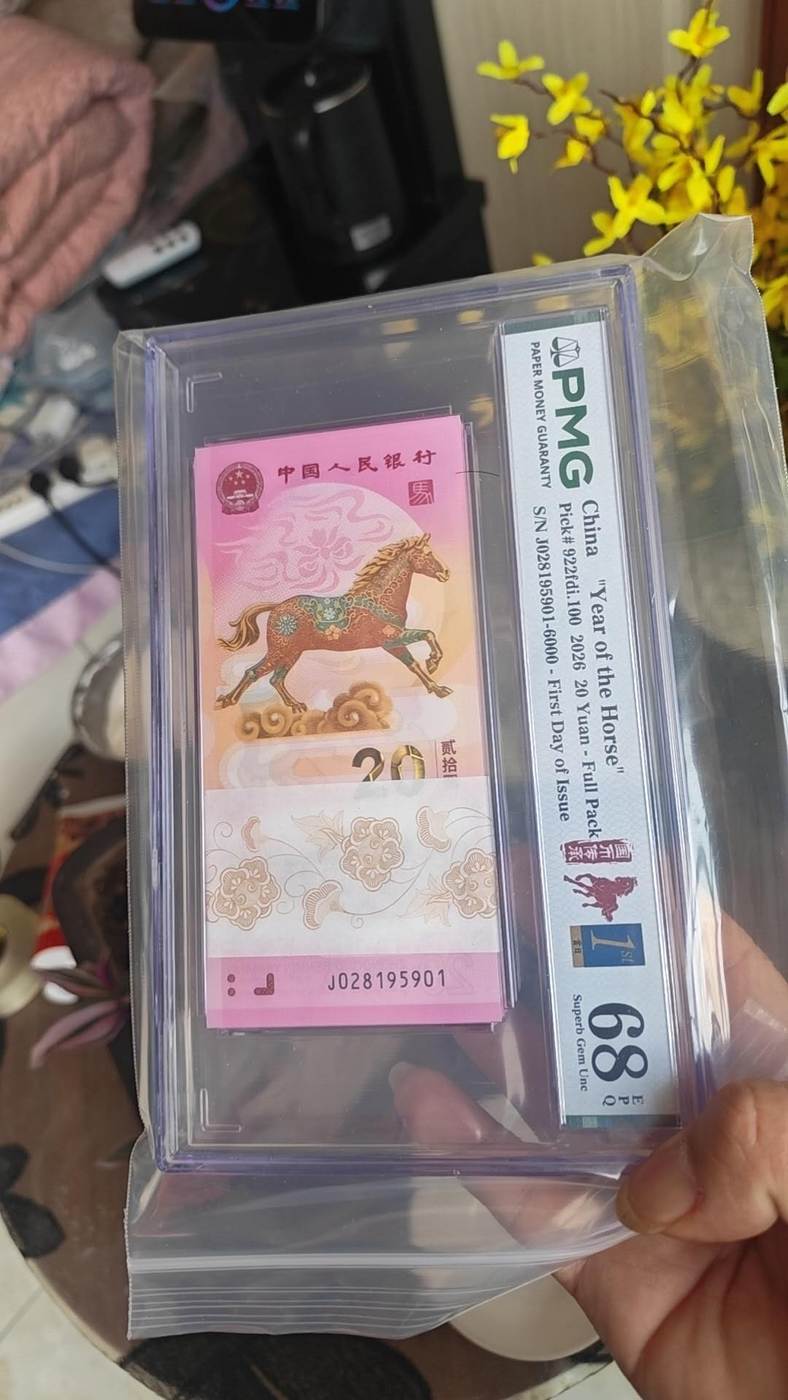 中国人民银行
馬
20
贰拾
J028195901
PMG
PAPER MONEY GUARANTY
China "Year of the Horse"
Pick# 922fdi.100 2026 20 Yuan - Full Pack
S/N J028195901-6000 - First Day of Issue
1st
68
EPQ
Superb Gem Unc